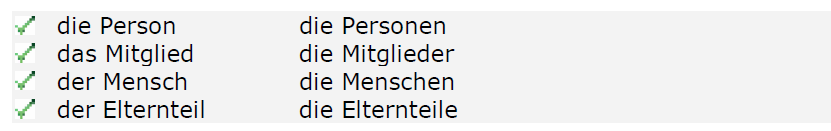 die Person die Personen
das Mitglied die Mitglieder
der Mensch die Menschen
der Elternteil die Elternteile